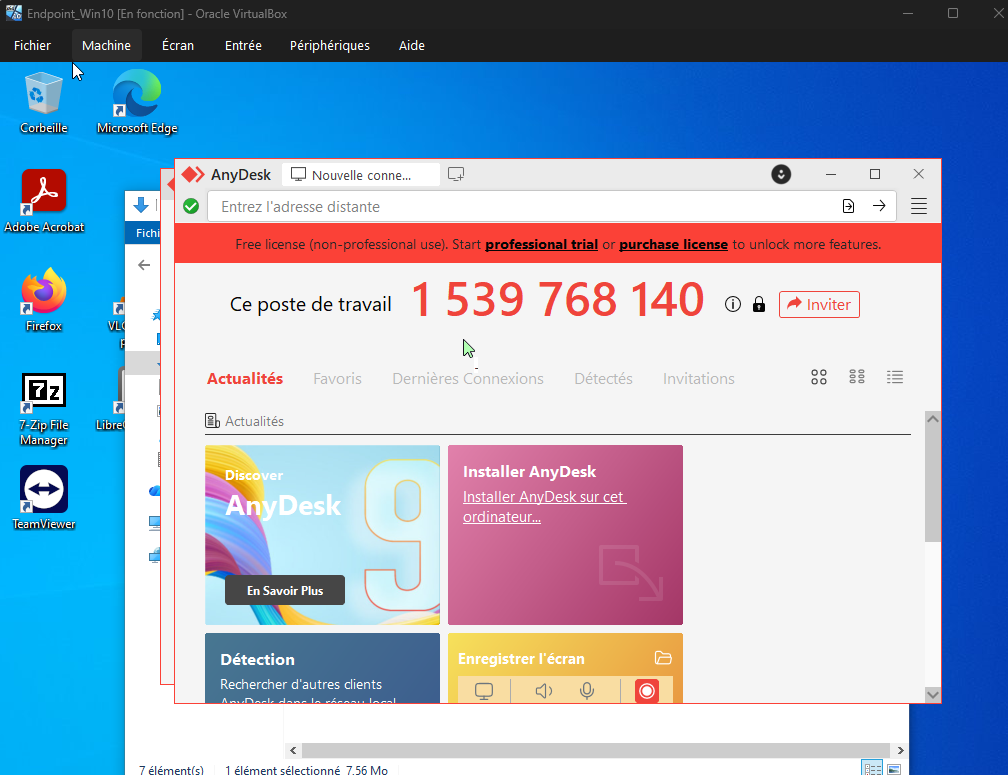 Endpoint_Win10 [En fonction] - Oracle VirtualBox
Fichier Machine Écran Entrée Périphériques Aide
Corbeille
Microsoft Edge
Adobe Acrobat
Firefox
VLC
p
7-Zip File
Manager
LibreO
TeamViewer
Fichi
AnyDesk
Nouvelle conne...
Entrez l'adresse distante
Free license (non-professional use). Start professional trial or purchase license to unlock more features.
Ce poste de travail 1 539 768 140 Inviter
Actualités Favoris Dernières Connexions Détectés Invitations
Actualités
Discover
AnyDesk
9
En Savoir Plus
Installer AnyDesk
Installer AnyDesk sur cet
ordinateur...
Détection
Rechercher d'autres clients
AnyDesk dans le réseau local
Enregistrer l'écran
7 élément(s) 1 élément sélectionné 7,56 Mo